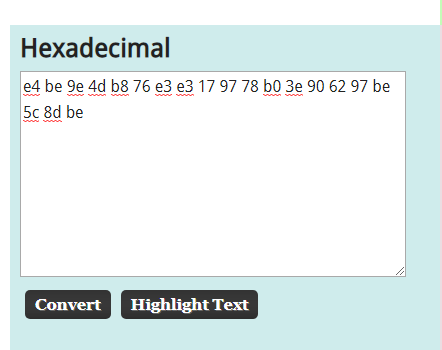 Hexadecimal
e4 be 9e 4d b8 76 e3 e3 17 97 78 b0 3e 90 62 97 be
5c 8d be
Convert Highlight Text